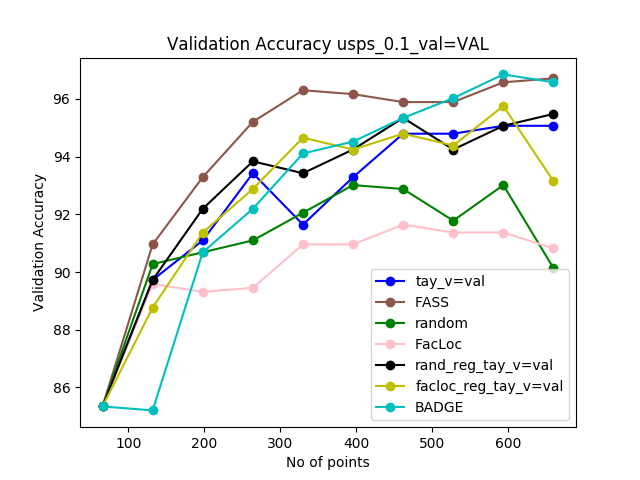 Validation Accuracy usps_0.1_val=VAL
Validation Accuracy
96
94
92
90
88
86
100 200 300 400 500 600
No of points
tay_v=val
FASS
random
FacLoc
rand_reg_tay_v=val
facloc_reg_tay_v=val
BADGE